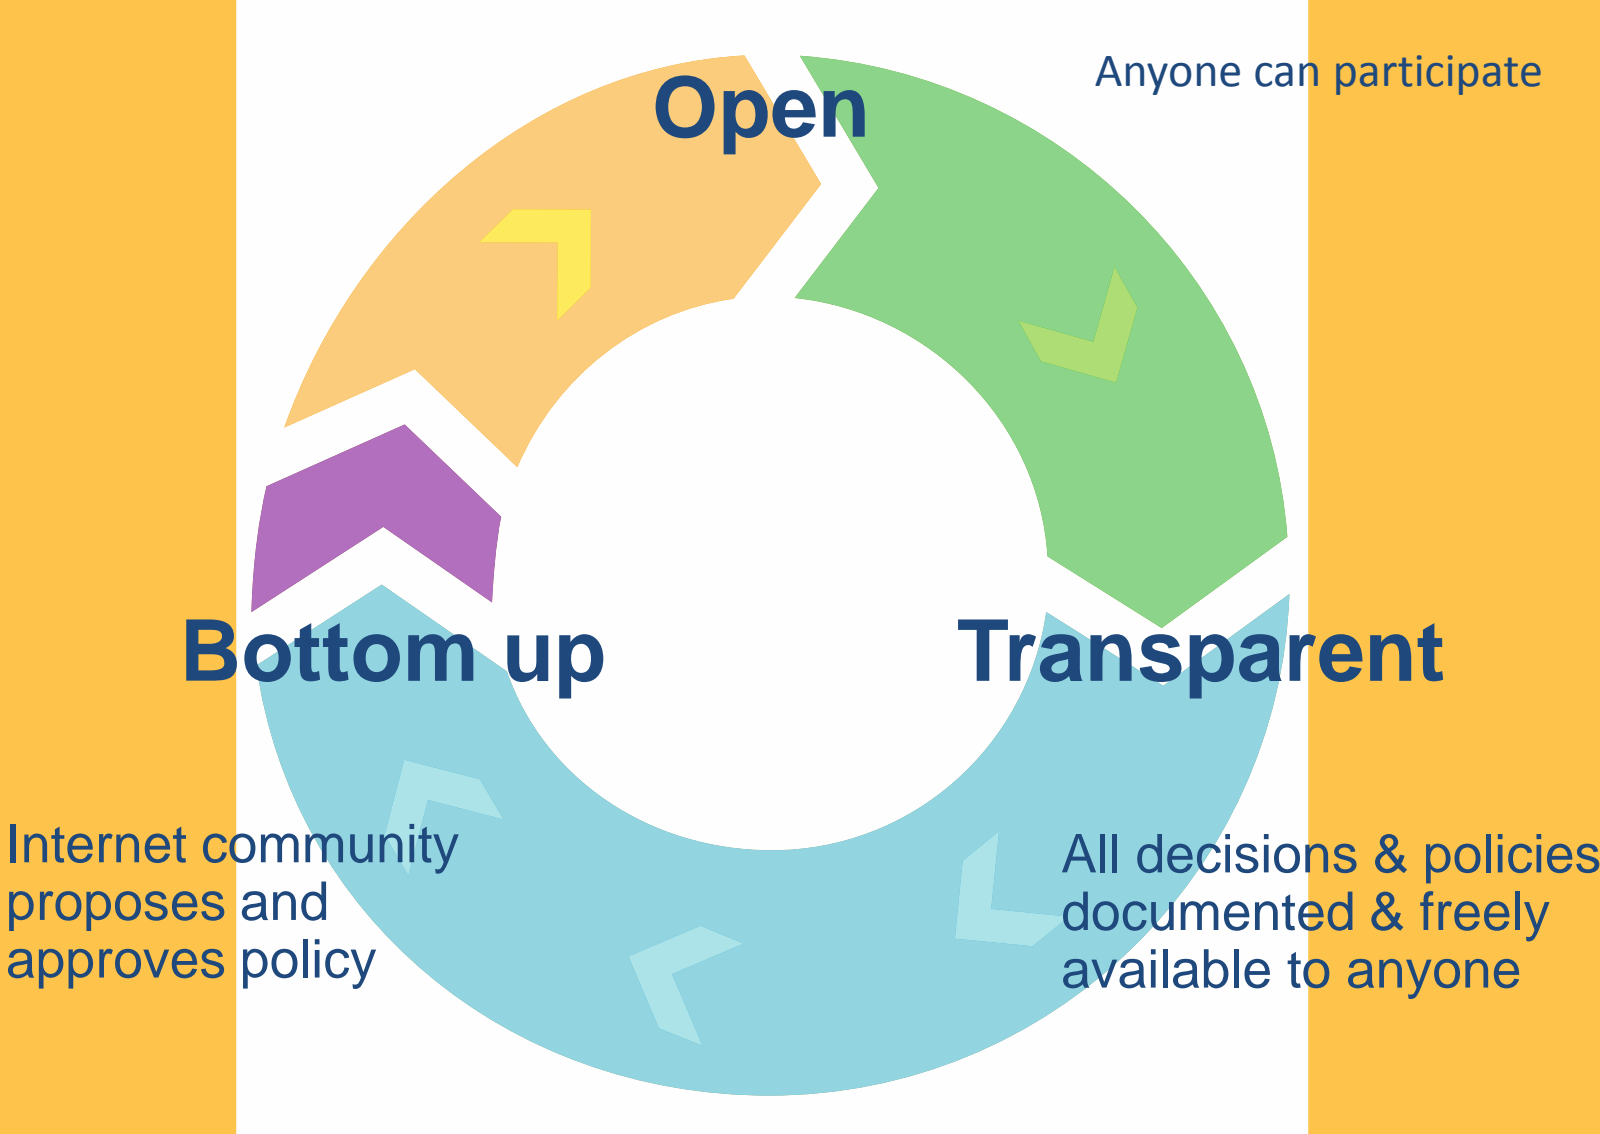 Open
Anyone can participate
Bottom up
Transparent
Internet community
proposes and
approves policy
All decisions & policies
documented & freely
available to anyone